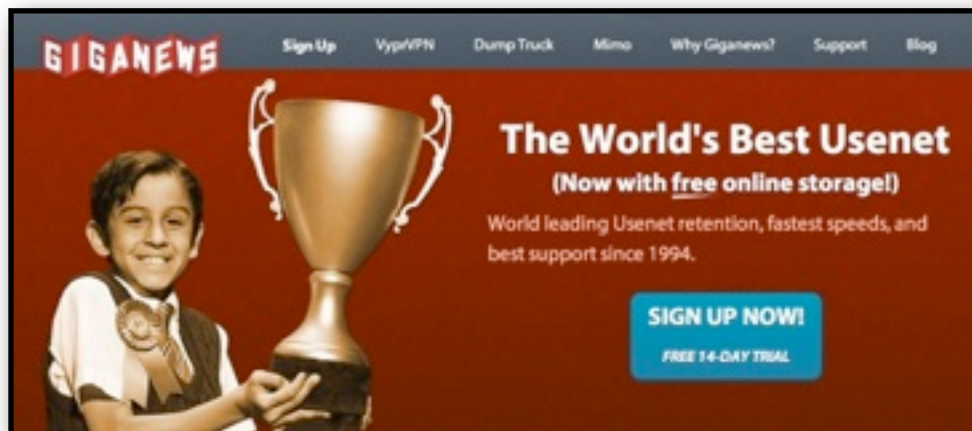 GIGANEWS
Sign Up VyprVPN Dump Truck Mimo Why Giganews? Support Blog
The World's Best Usenet
(Now with free online storage!)
World leading Usenet retention, fastest speeds, and
best support since 1994.
SIGN UP NOW!
FREE 14-DAY TRIAL